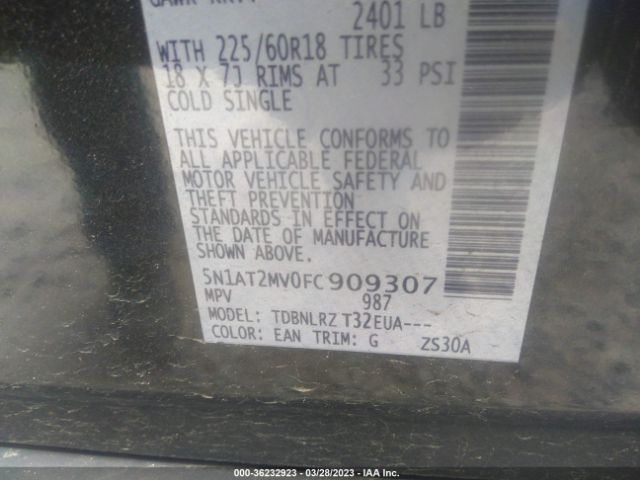 2401 LB
WITH 225/60R18 TIRES
18 X 7J RIMS AT 33 PSI
COLD SINGLE
THIS VEHICLE CONFORMS TO
ALL APPLICABLE FEDERAL
MOTOR VEHICLE SAFETY AND
THEFT PREVENTION
STANDARDS IN EFFECT ON
THE DATE OF MANUFACTURE
SHOWN ABOVE.
5N1AT2MV0FC909307
MPV 987
MODEL: TDBNLRZ T32EUA---
COLOR: EAN TRIM: G ZS30A
000-36232923 - 03/28/2023 - IAA Inc.